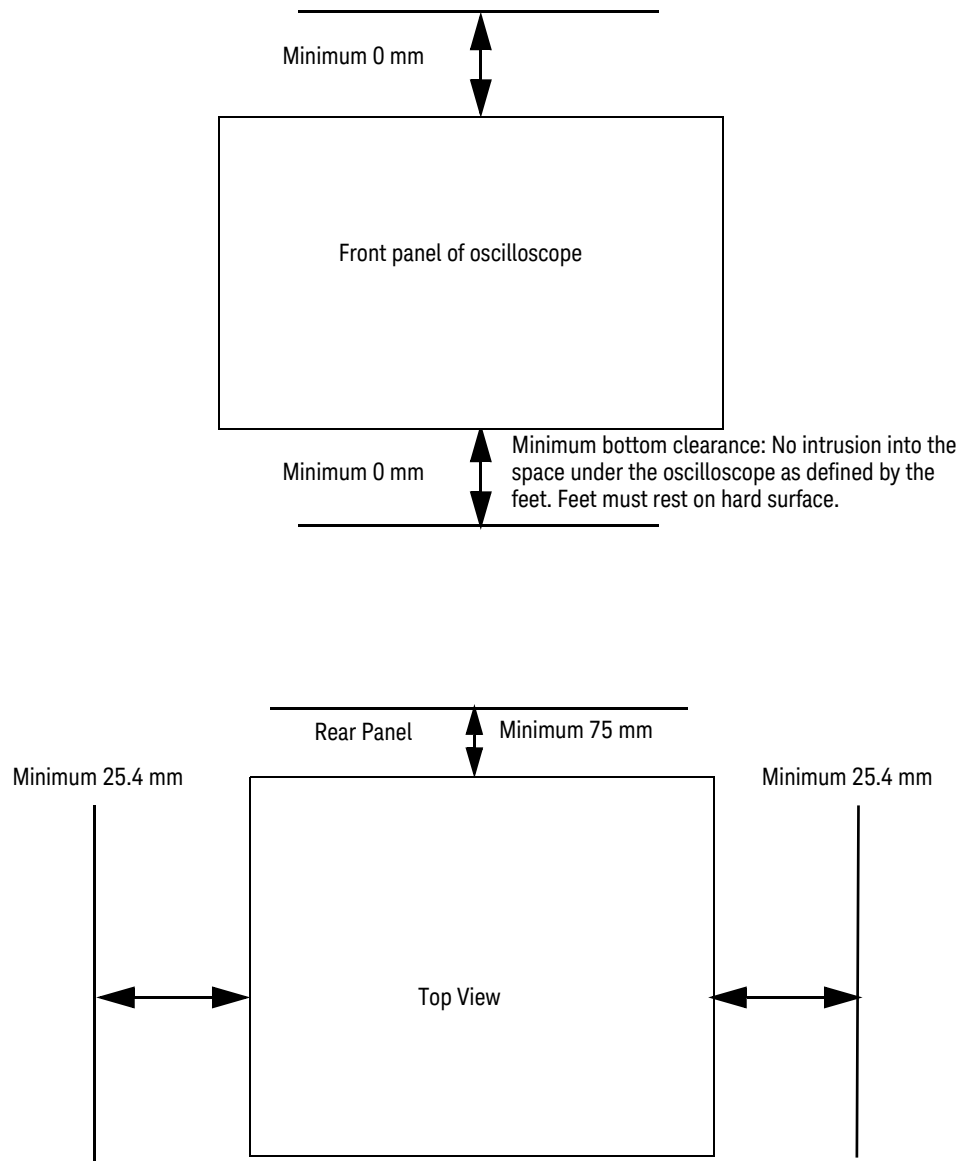 Minimum 0 mm
Front panel of oscilloscope
Minimum 0 mm
Minimum bottom clearance: No intrusion into the
space under the oscilloscope as defined by the
feet. Feet must rest on hard surface.
Rear Panel
Minimum 75 mm
Minimum 25.4 mm
Minimum 25.4 mm
Top View